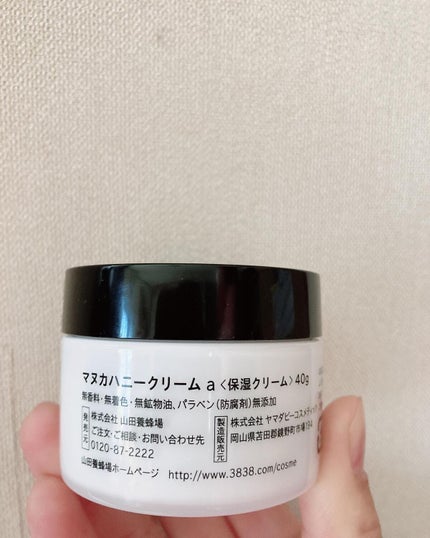 マヌカハニークリーム a〈保湿クリーム〉40g
無香料・無着色・無鉱物油、パラベン（防腐剤）無添加
発売元 株式会社 山田養蜂場
ご注文・ご相談・お問い合わせ先
0120-87-2222
製造販売元 株式会社 ヤマダビーコスメティック
岡山県苫田郡鏡野町市場194
山田養蜂場ホームページ http://www.3838.com/cosme